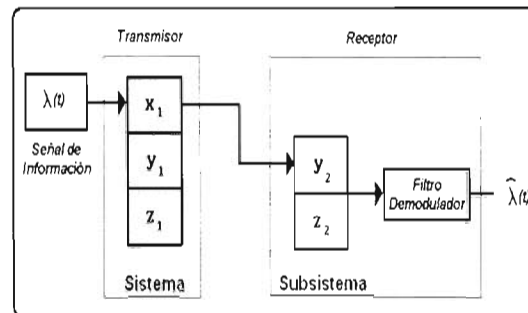 Transmisor
Receptor
λ(t)
Señal de
Información
x₁
y₁
z₁
Sistema
y₂
z₂
Subsistema
Filtro
Demodulador
λ̂(t)